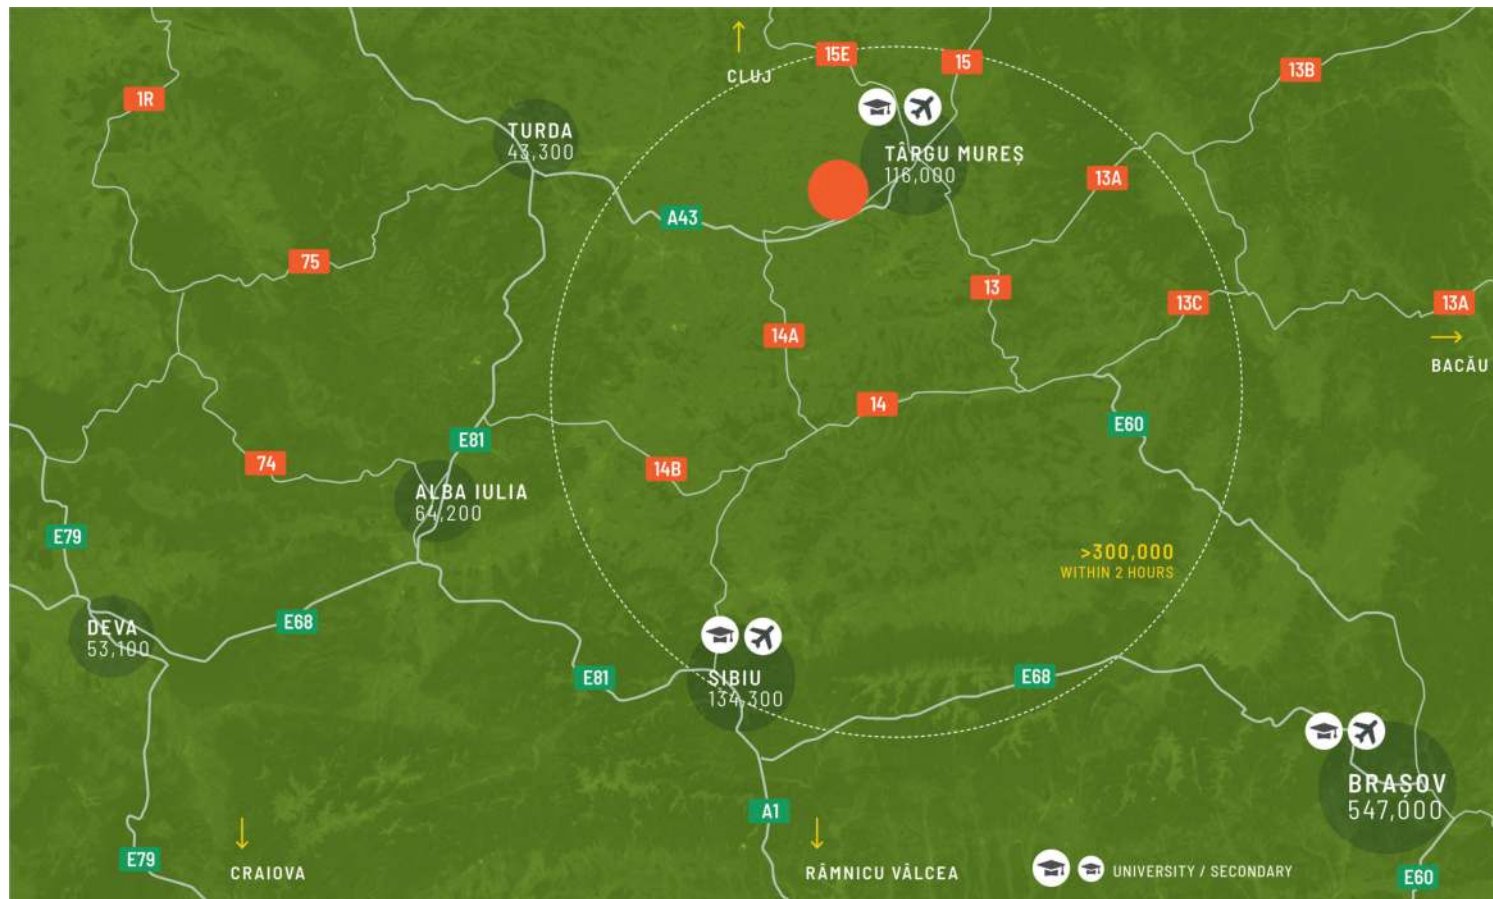 15E
15
CLUJ
13B
1R
TURDA
43,300
TÂRGU MUREȘ
116,000
13A
A43
75
13
13C
13A
14A
BACĂU
14
E60
E81
74
14B
ALBA IULIA
64,200
E79
>300,000
WITHIN 2 HOURS
DEVA
53,100
E68
E81
SIBIU
134,300
E68
BRAȘOV
547,000
A1
E79
CRAIOVA
RÂMNICU VÂLCEA
UNIVERSITY / SECONDARY
E60